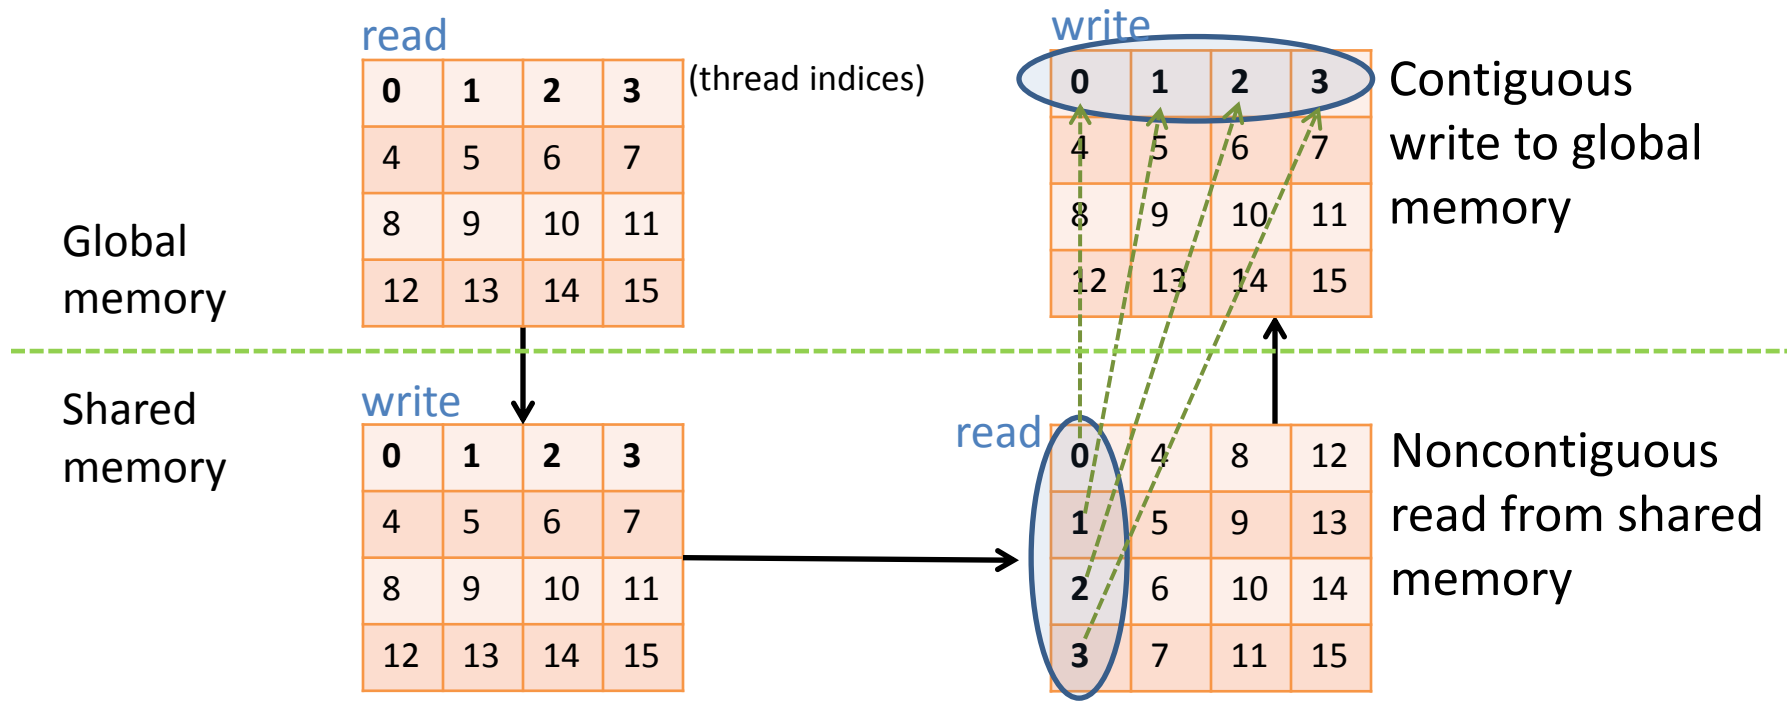 read
0 1 2 3
4 5 6 7
8 9 10 11
12 13 14 15
(thread indices)
write
0 1 2 3
4 5 6 7
8 9 10 11
12 13 14 15
Contiguous
write to global
memory
Global
memory
Shared
memory
write
0 1 2 3
4 5 6 7
8 9 10 11
12 13 14 15
read
0 4 8 12
1 5 9 13
2 6 10 14
3 7 11 15
Noncontiguous
read from shared
memory